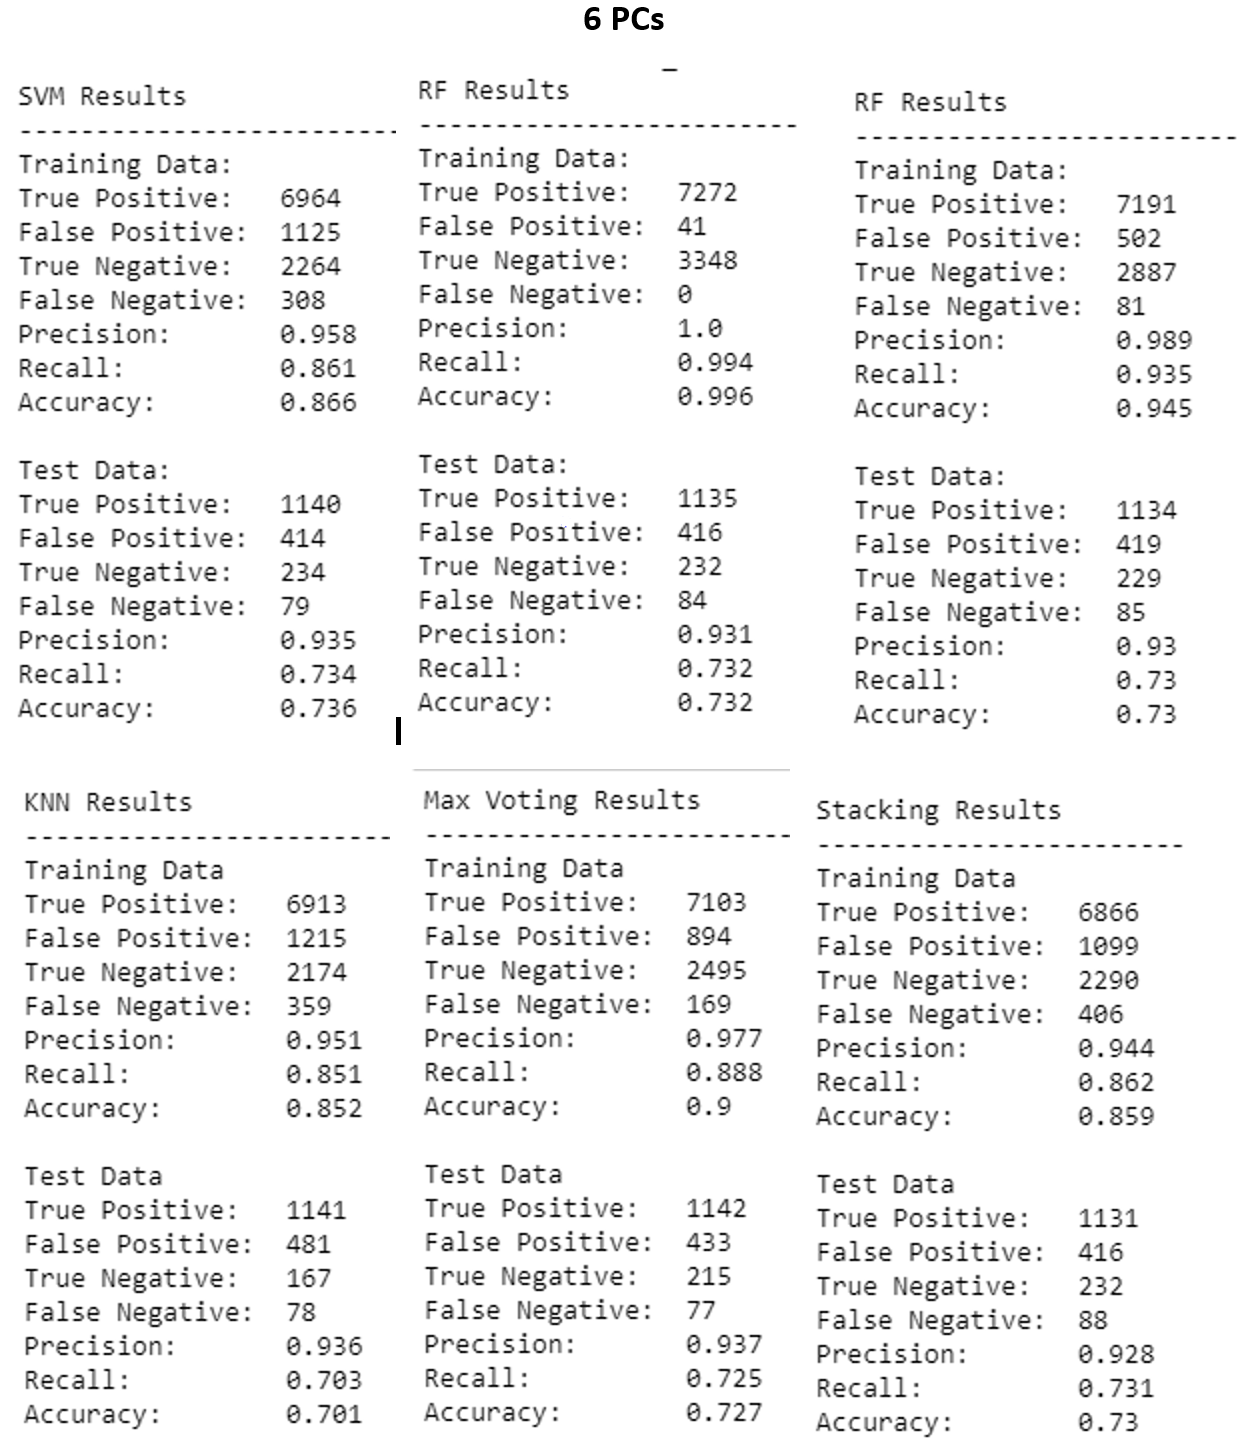 6 PCs
SVM Results
------------------------
Training Data:
True Positive: 6964
False Positive: 1125
True Negative: 2264
False Negative: 308
Precision: 0.958
Recall: 0.861
Accuracy: 0.866
Test Data:
True Positive: 1140
False Positive: 414
True Negative: 234
False Negative: 79
Precision: 0.935
Recall: 0.734
Accuracy: 0.736
RF Results
------------------------
Training Data:
True Positive: 7272
False Positive: 41
True Negative: 3348
False Negative: 0
Precision: 1.0
Recall: 0.994
Accuracy: 0.996
Test Data:
True Positive: 1135
False Positive: 416
True Negative: 232
False Negative: 84
Precision: 0.931
Recall: 0.732
Accuracy: 0.732
RF Results
------------------------
Training Data:
True Positive: 7191
False Positive: 502
True Negative: 2887
False Negative: 81
Precision: 0.989
Recall: 0.935
Accuracy: 0.945
Test Data:
True Positive: 1134
False Positive: 419
True Negative: 229
False Negative: 85
Precision: 0.93
Recall: 0.73
Accuracy: 0.73
KNN Results
------------------------
Training Data
True Positive: 6913
False Positive: 1215
True Negative: 2174
False Negative: 359
Precision: 0.951
Recall: 0.851
Accuracy: 0.852
Test Data
True Positive: 1141
False Positive: 481
True Negative: 167
False Negative: 78
Precision: 0.936
Recall: 0.703
Accuracy: 0.701
Max Voting Results
------------------------
Training Data
True Positive: 7103
False Positive: 894
True Negative: 2495
False Negative: 169
Precision: 0.977
Recall: 0.888
Accuracy: 0.9
Test Data
True Positive: 1142
False Positive: 433
True Negative: 215
False Negative: 77
Precision: 0.937
Recall: 0.725
Accuracy: 0.727
Stacking Results
------------------------
Training Data
True Positive: 6866
False Positive: 1099
True Negative: 2290
False Negative: 406
Precision: 0.944
Recall: 0.862
Accuracy: 0.859
Test Data
True Positive: 1131
False Positive: 416
True Negative: 232
False Negative: 88
Precision: 0.928
Recall: 0.731
Accuracy: 0.73